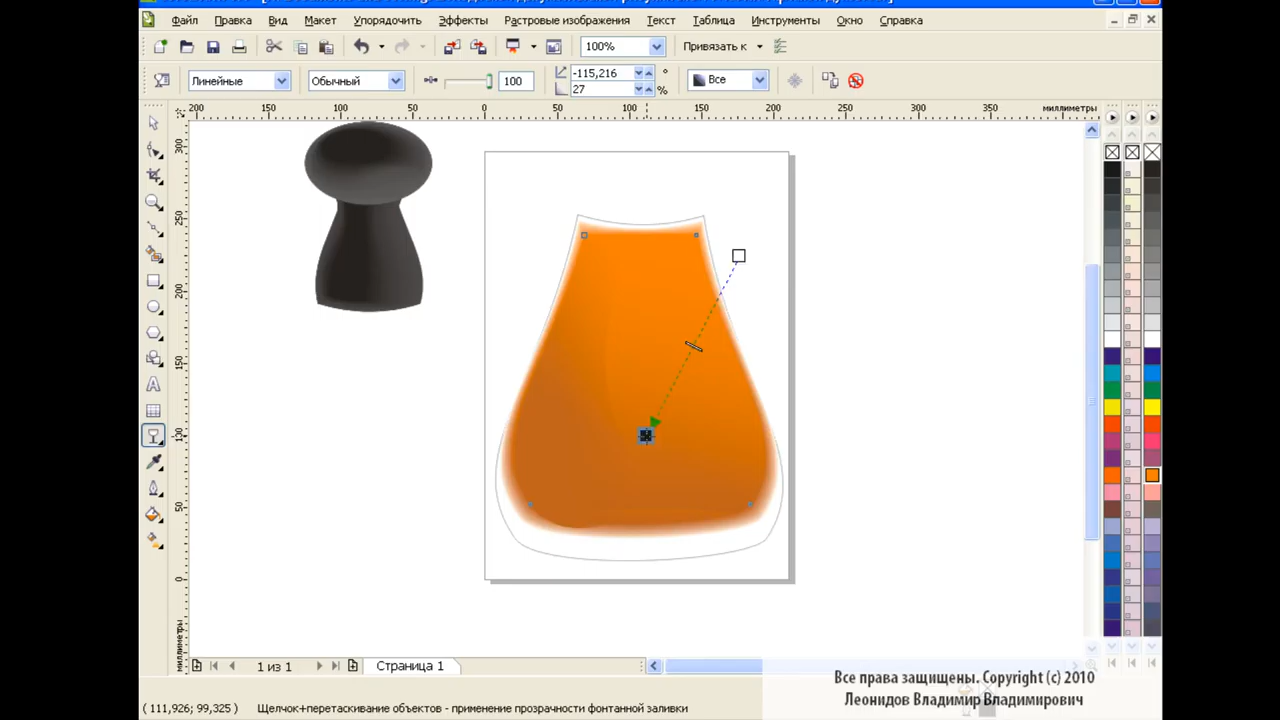 Файл Правка Вид Макет Упорядочить Эффекты Растровые изображения Текст Таблица Инструменты Окно Справка
100% Привязать к
Линейные Обычный 100 -115,216 ° 27 % Все
200 150 100 50 0 50 100 150 200 250 300 350 миллиметры
300
250
200
150
100
50
0
миллиметры
1 из 1 Страница 1
( 111,926; 99,325 ) Щелчок+перетаскивание объектов - применение прозрачности фонтанной заливки
Все права защищены. Copyright (c) 2010
Леонидов Владимир Владимирович